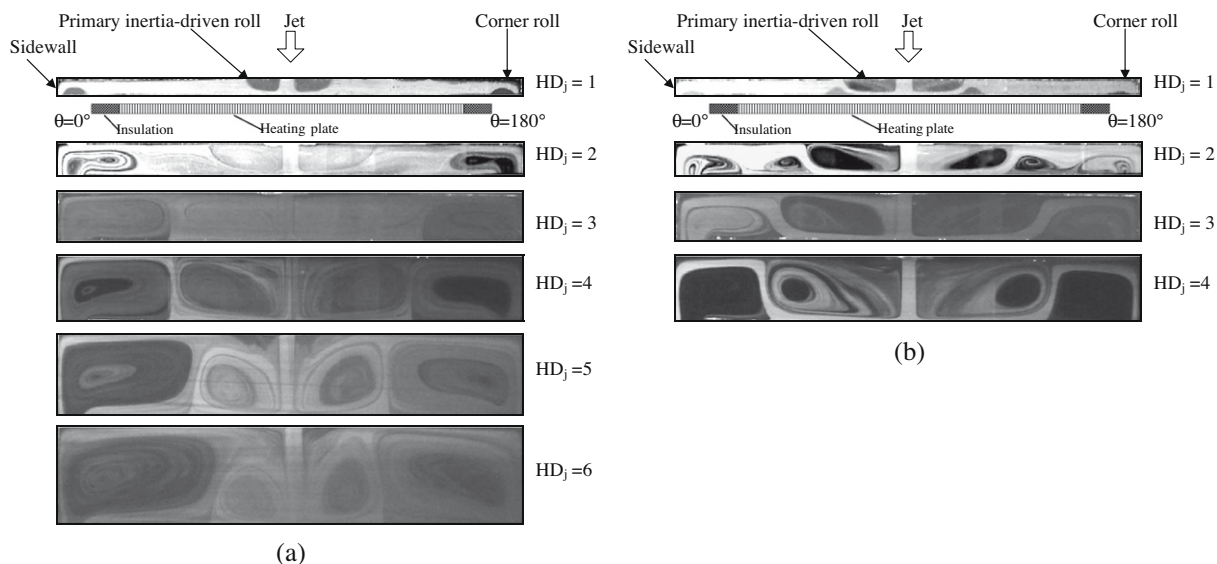 Primary inertia-driven roll
Jet
Corner roll
Sidewall
HDj = 1
θ=0°
Insulation
Heating plate
θ=180°
HDj = 2
HDj = 3
HDj =4
HDj =5
HDj =6
(a)
Primary inertia-driven roll
Jet
Corner roll
Sidewall
HDj = 1
θ=0°
Insulation
Heating plate
θ=180°
HDj = 2
HDj = 3
HDj =4
(b)